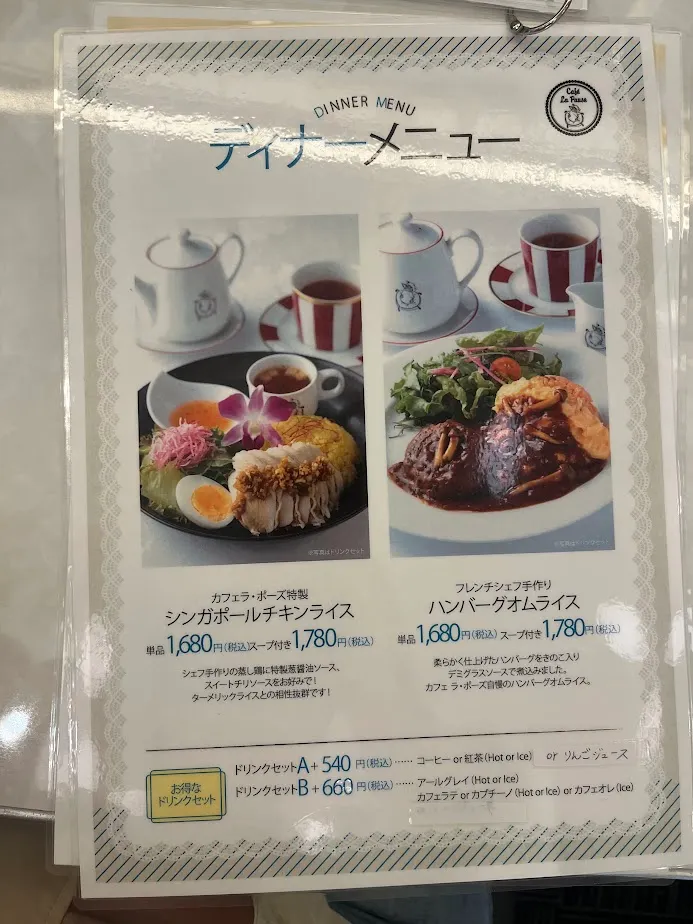 Café
La Pause
DINNER MENU
ディナーメニュー
※写真はドリンクセット
カフェラ・ポーズ特製
シンガポールチキンライス
単品1,680円(税込)スープ付き1,780円(税込)
シェフ手作りの蒸し鶏に特製葱醤油ソース、
スイートチリソースをお好みで!
ターメリックライスとの相性抜群です!
フレンチシェフ手作り
ハンバーグオムライス
単品1,680円(税込)スープ付き1,780円(税込)
柔らかく仕上げたハンバーグをきのこ入り
デミグラスソースで煮込みました。
カフェ ラ・ポーズ自慢のハンバーグオムライス。
お得な
ドリンクセット
ドリンクセットA+540円(税込)……コーヒー or 紅茶(Hot or Ice) or りんごジュース
ドリンクセットB+660円(税込)……アールグレイ(Hot or Ice)
カフェラテ or カプチーノ(Hot or Ice) or カフェオレ(Ice)